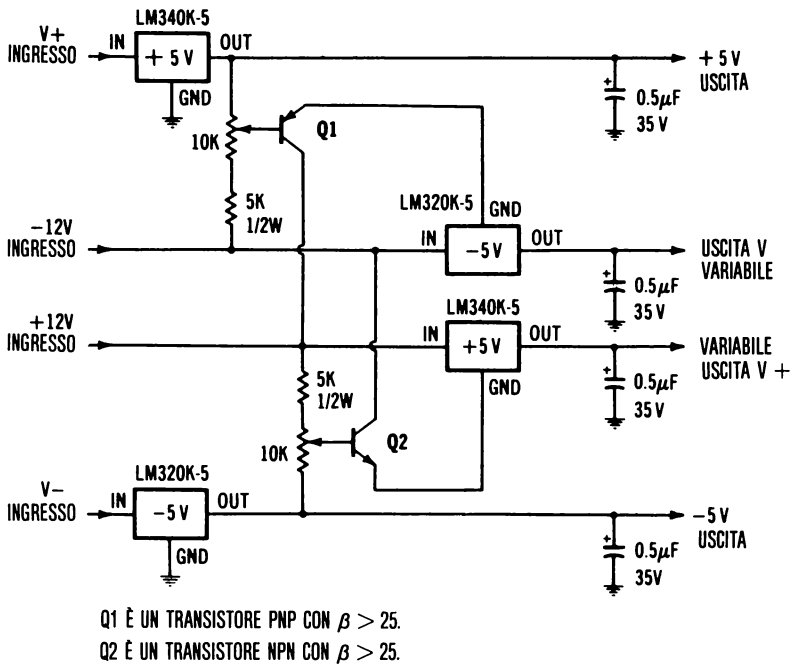 LM340K-5
V+
INGRESSO
IN
+ 5 V
OUT
GND
+ 5 V
USCITA
+
0.5µF
35 V
10K
Q1
5K
1/2W
LM320K-5
GND
-12V
INGRESSO
IN
-5 V
OUT
USCITA V
VARIABILE
+
0.5µF
35 V
LM340K-5
+12V
INGRESSO
IN
+5 V
OUT
GND
VARIABILE
USCITA V +
+
0.5µF
35 V
5K
1/2W
10K
Q2
LM320K-5
V-
INGRESSO
IN
-5 V
OUT
GND
-5 V
USCITA
+
0.5µF
35V
Q1 È UN TRANSISTORE PNP CON β > 25.
Q2 È UN TRANSISTORE NPN CON β > 25.